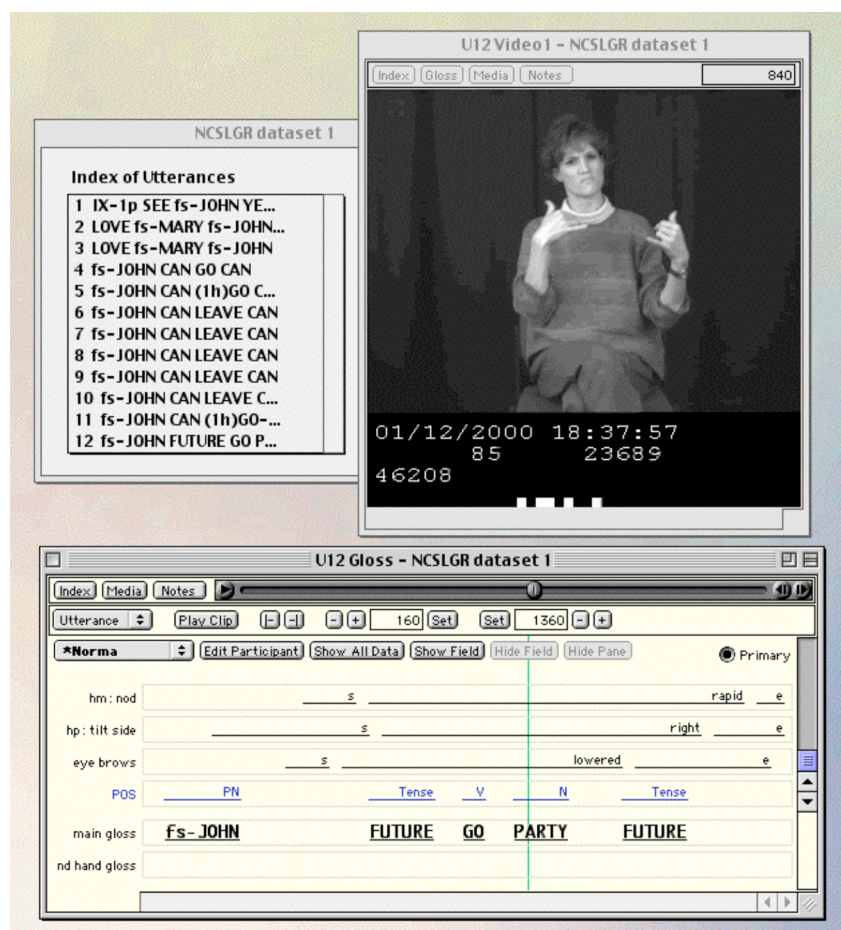 U12 Video1 - NCSLGR dataset 1
Index Gloss Media Notes 840
NCSLGR dataset 1
Index of Utterances
1 IX-1p SEE fs-JOHN YE...
2 LOVE fs-MARY fs-JOHN...
3 LOVE fs-MARY fs-JOHN
4 fs-JOHN CAN GO CAN
5 fs-JOHN CAN (1h)GO C...
6 fs-JOHN CAN LEAVE CAN
7 fs-JOHN CAN LEAVE CAN
8 fs-JOHN CAN LEAVE CAN
9 fs-JOHN CAN LEAVE CAN
10 fs-JOHN CAN LEAVE C...
11 fs-JOHN CAN (1h)GO-...
12 fs-JOHN FUTURE GO P...
01/12/2000 18:37:57
85 23689
46208
U12 Gloss - NCSLGR dataset 1
Index Media Notes
Utterance Play Clip |- -| - + 160 Set Set 1360 - +
*Norma Edit Participant Show All Data Show Field Hide Field Hide Pane Primary
hm: nod s rapid e
hp: tilt side s right e
eye brows s lowered e
POS PN Tense V N Tense
main gloss fs-JOHN FUTURE GO PARTY FUTURE
nd hand gloss